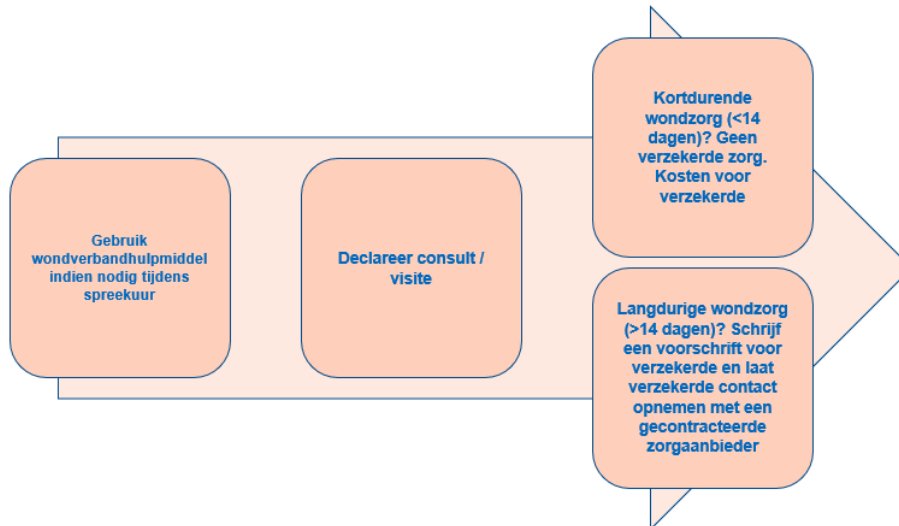 Gebruik
wondverbandhulpmiddel
indien nodig tijdens
spreekuur
Declareer consult /
visite
Kortdurende
wondzorg (<14
dagen)? Geen
verzekerde zorg.
Kosten voor
verzekerde
Langdurige wondzorg
(>14 dagen)? Schrijf
een voorschrift voor
verzekerde en laat
verzekerde contact
opnemen met een
gecontracteerde
zorgaanbieder